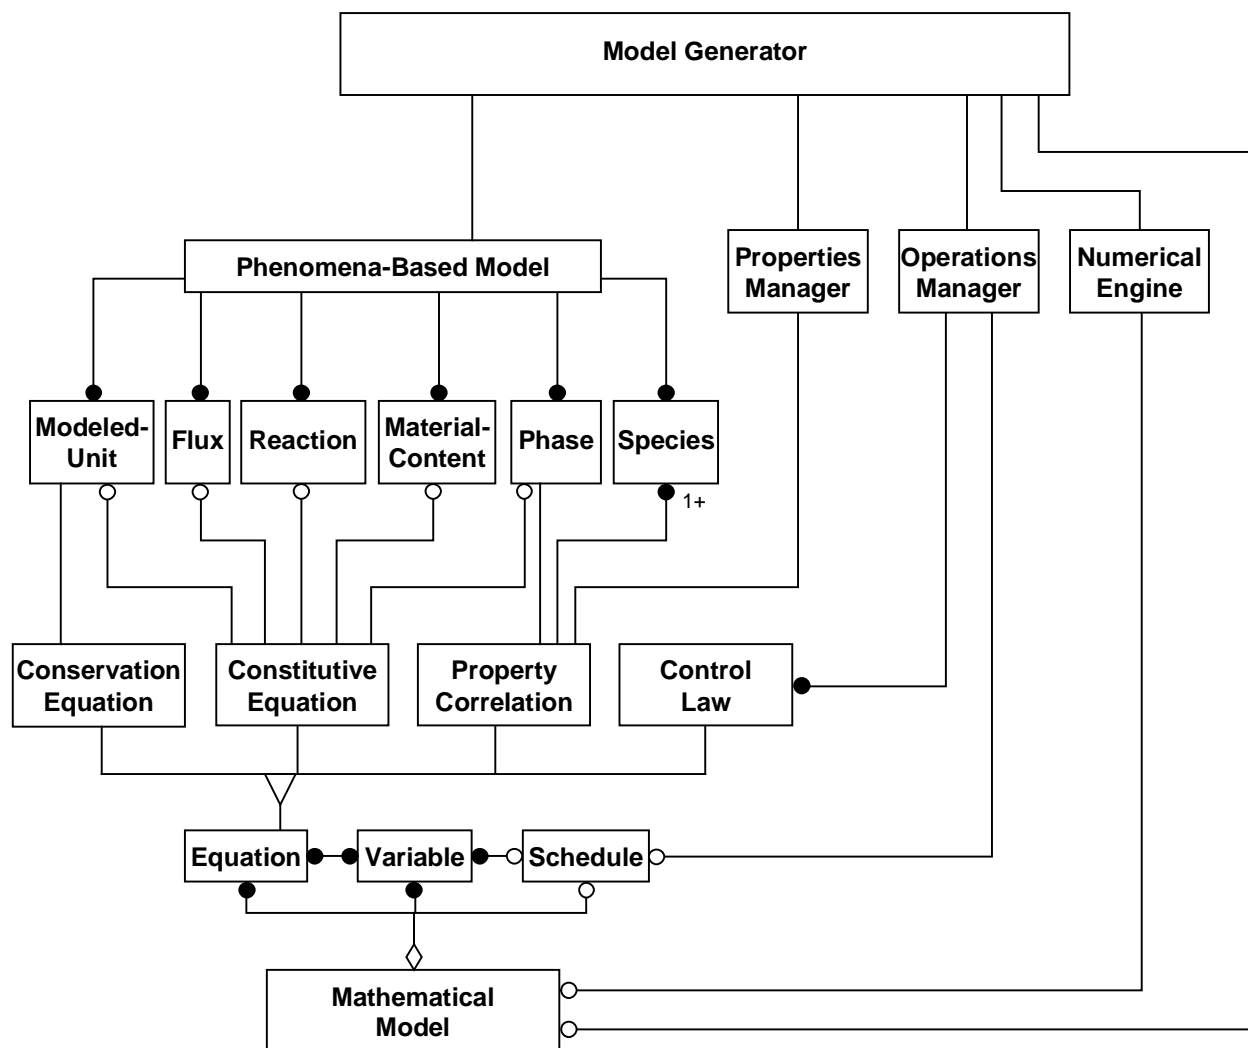 Model Generator
Phenomena-Based Model
Properties
Manager
Operations
Manager
Numerical
Engine
Modeled-
Unit
Flux
Reaction
Material-
Content
Phase
Species
1+
Conservation
Equation
Constitutive
Equation
Property
Correlation
Control
Law
Equation
Variable
Schedule
Mathematical
Model